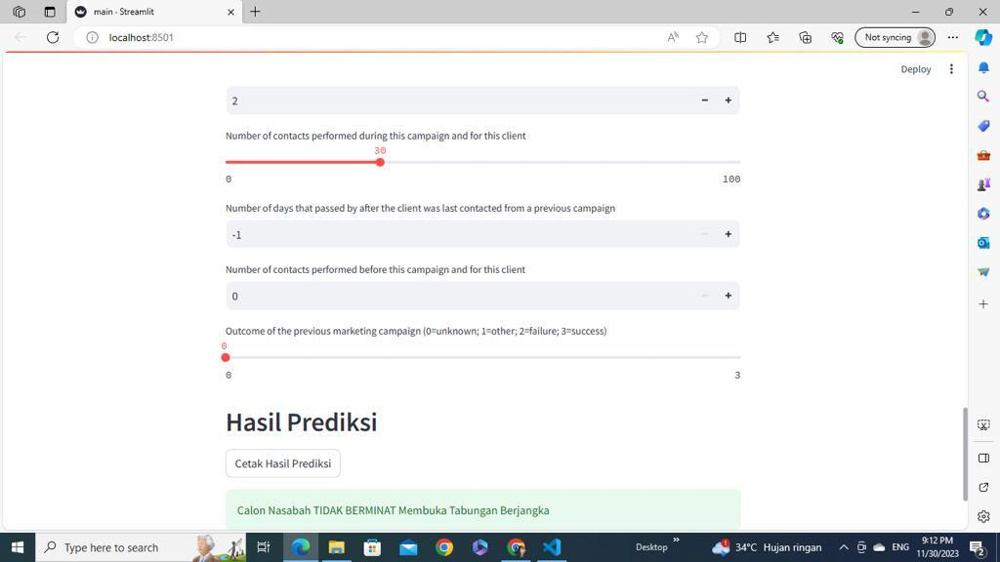 main · Streamlit
localhost:8501
Not syncing
Deploy
2
Number of contacts performed during this campaign and for this client
30
0 100
Number of days that passed by after the client was last contacted from a previous campaign
-1
Number of contacts performed before this campaign and for this client
0
Outcome of the previous marketing campaign (0=unknown; 1=other; 2=failure; 3=success)
0
0 3
Hasil Prediksi
Cetak Hasil Prediksi
Calon Nasabah TIDAK BERMINAT Membuka Tabungan Berjangka
Type here to search
Desktop
34°C Hujan ringan
ENG
9:12 PM
11/30/2023
2